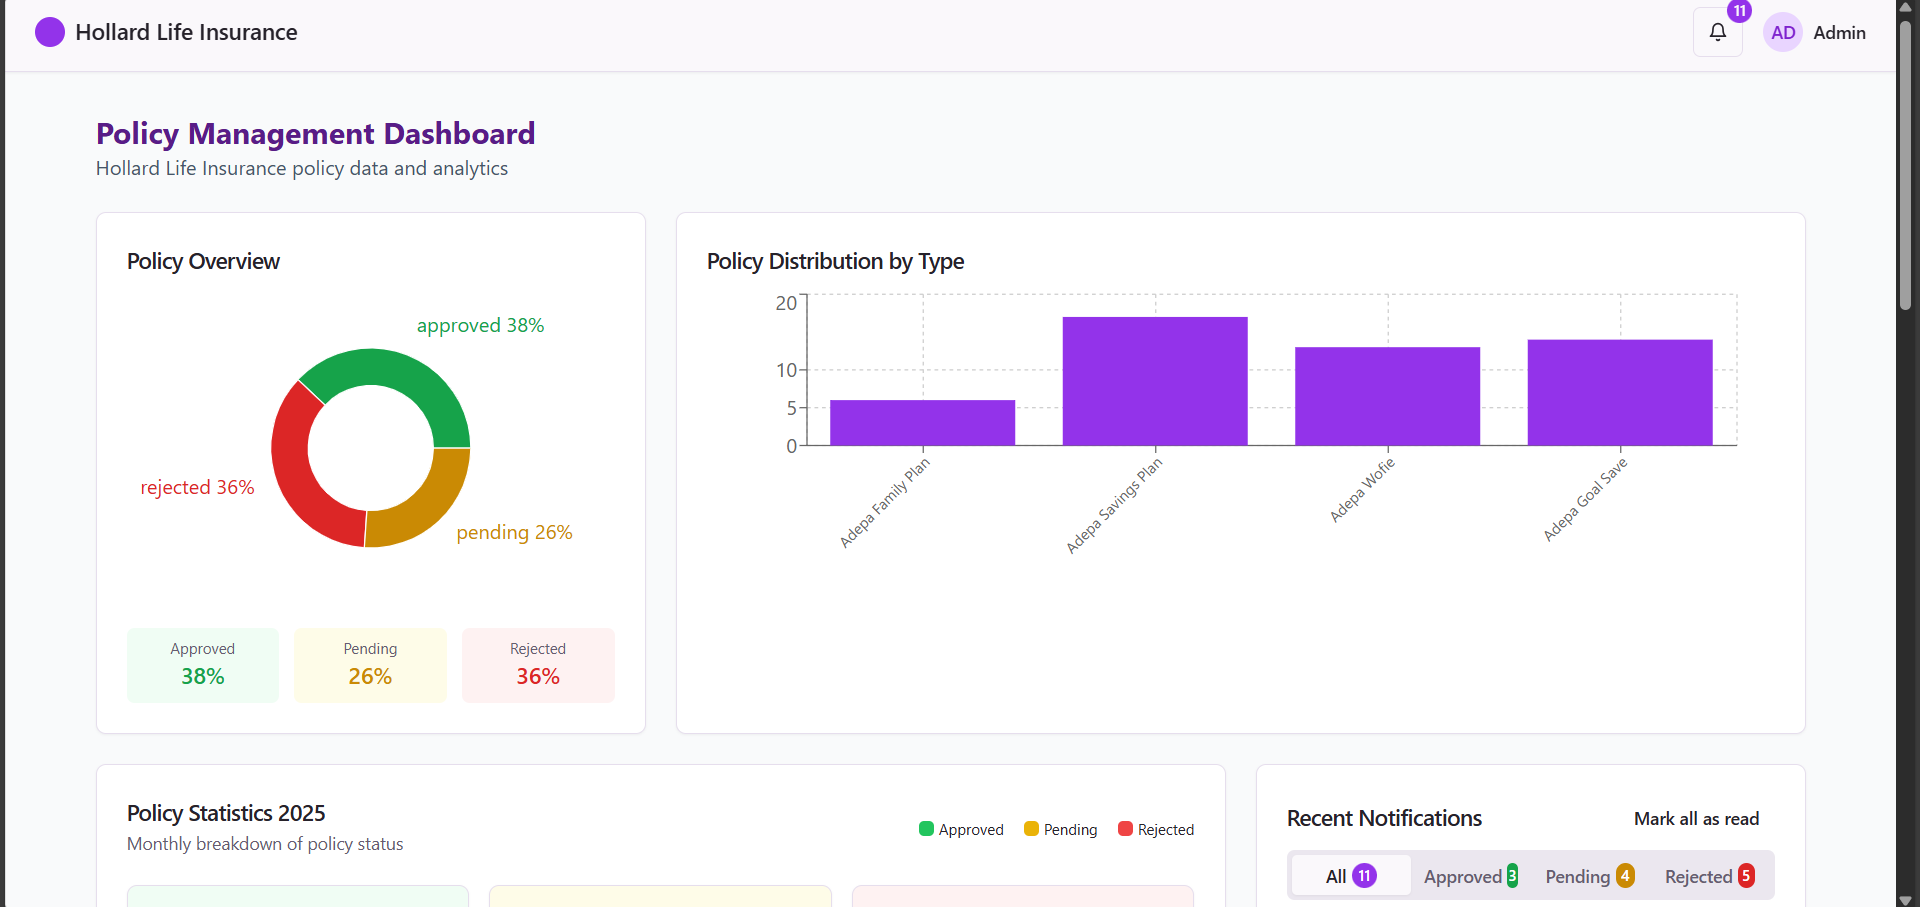 Hollard Life Insurance
11
AD
Admin
Policy Management Dashboard
Hollard Life Insurance policy data and analytics
Policy Overview
approved 38%
rejected 36%
pending 26%
Approved
38%
Pending
26%
Rejected
36%
Policy Distribution by Type
20
10
5
0
Adepa Family Plan
Adepa Savings Plan
Adepa Wofie
Adepa Goal Save
Policy Statistics 2025
Monthly breakdown of policy status
Approved
Pending
Rejected
Recent Notifications
Mark all as read
All 11
Approved 3
Pending 4
Rejected 5